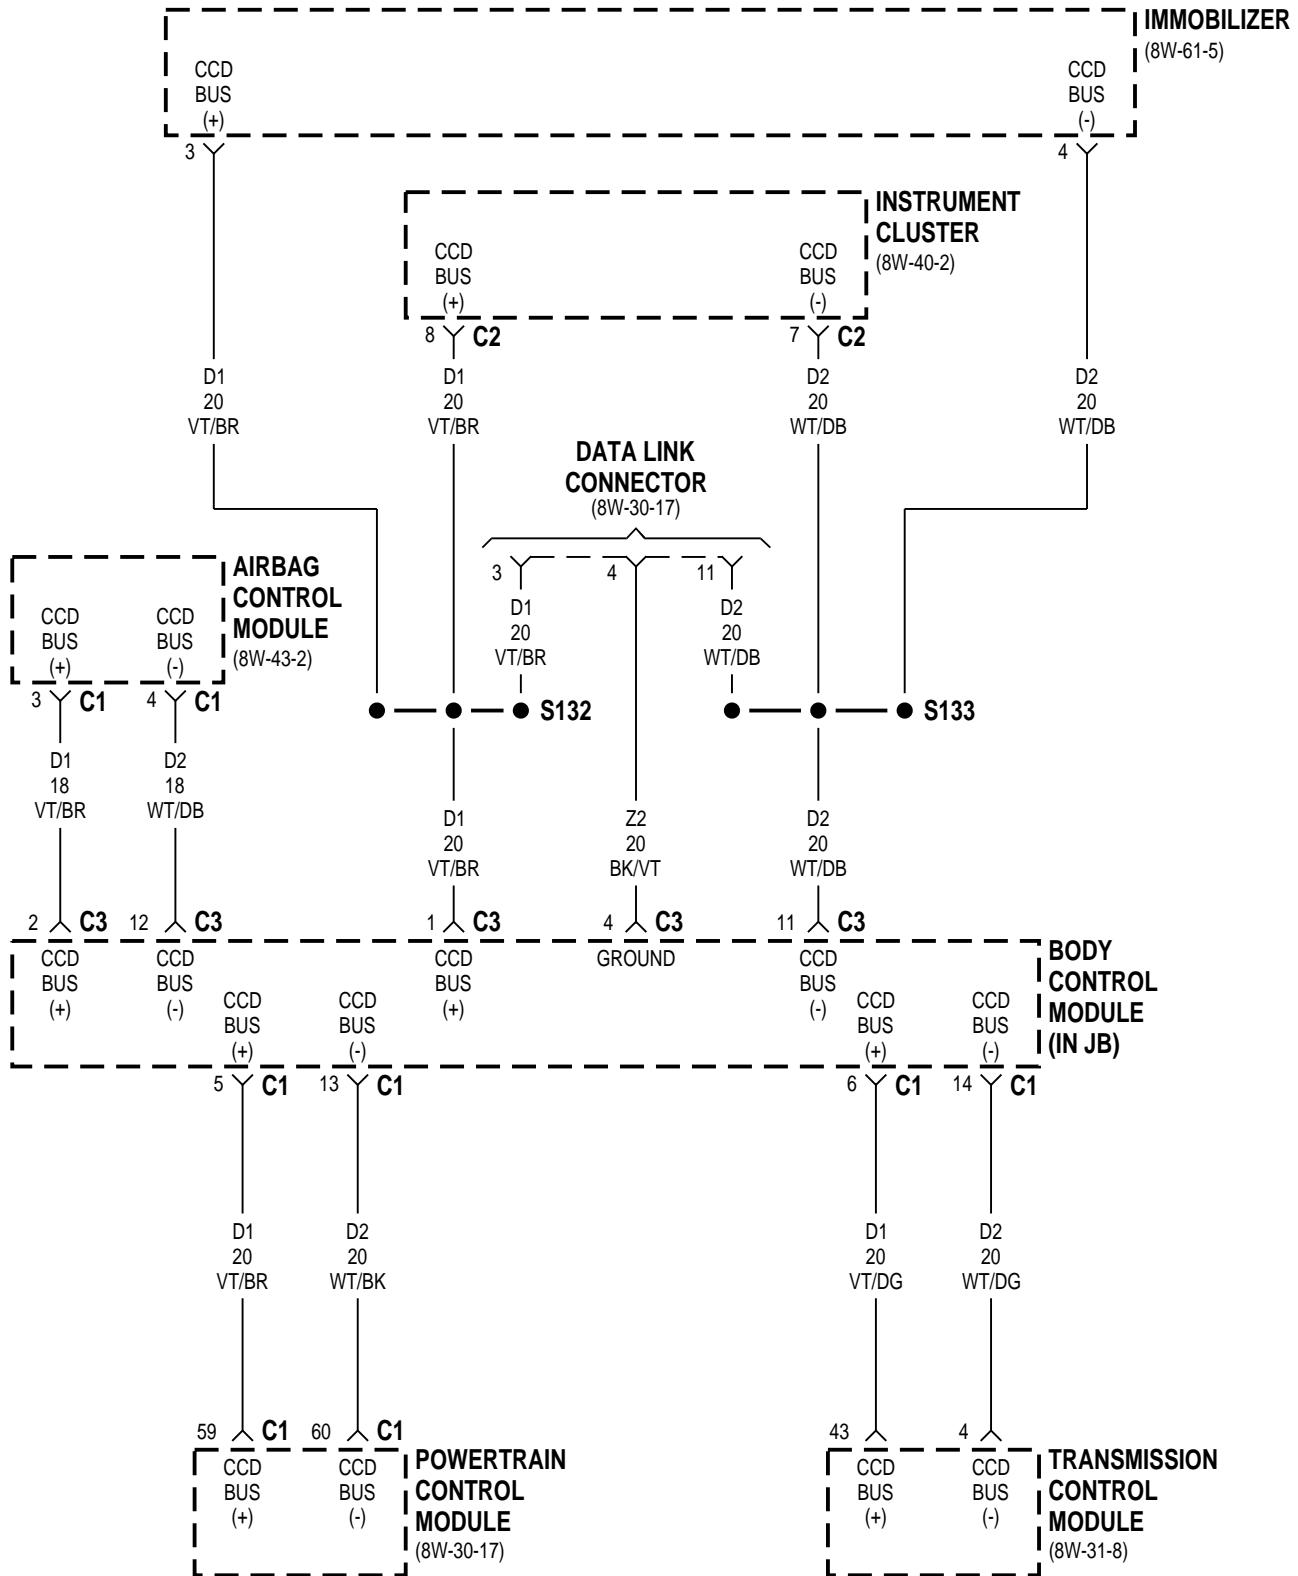 IMMOBILIZER
(8W-61-5)
CCD
BUS
(+)
CCD
BUS
(-)
3
4
INSTRUMENT
CLUSTER
(8W-40-2)
CCD
BUS
(+)
CCD
BUS
(-)
8
C2
7
C2
D1
20
VT/BR
D1
20
VT/BR
D2
20
WT/DB
D2
20
WT/DB
DATA LINK
CONNECTOR
(8W-30-17)
3
4
11
D1
20
VT/BR
D2
20
WT/DB
AIRBAG
CONTROL
MODULE
(8W-43-2)
CCD
BUS
(+)
CCD
BUS
(-)
3
C1
4
C1
S132
S133
D1
18
VT/BR
D2
18
WT/DB
D1
20
VT/BR
Z2
20
BK/VT
D2
20
WT/DB
2
C3
12
C3
1
C3
4
C3
11
C3
CCD
BUS
(+)
CCD
BUS
(-)
CCD
BUS
(+)
GROUND
CCD
BUS
(-)
BODY
CONTROL
MODULE
(IN JB)
CCD
BUS
(+)
CCD
BUS
(-)
CCD
BUS
(+)
CCD
BUS
(-)
5
C1
13
C1
6
C1
14
C1
D1
20
VT/BR
D2
20
WT/BK
D1
20
VT/DG
D2
20
WT/DG
59
C1
60
C1
43
4
CCD
BUS
(+)
CCD
BUS
(-)
POWERTRAIN
CONTROL
MODULE
(8W-30-17)
CCD
BUS
(+)
CCD
BUS
(-)
TRANSMISSION
CONTROL
MODULE
(8W-31-8)